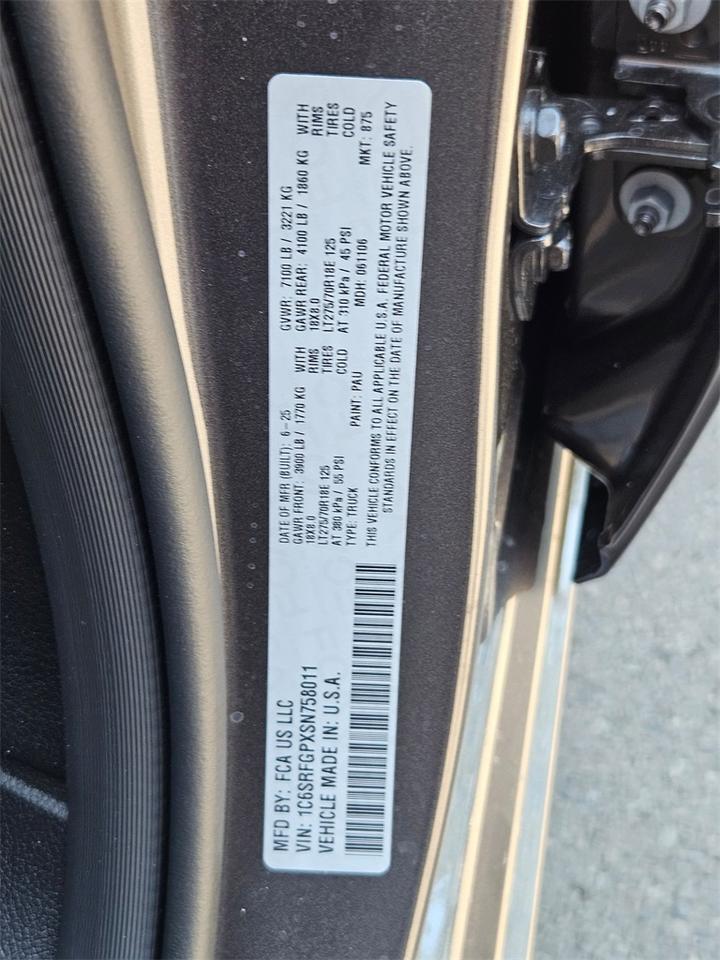 MFD BY: FCA US LLC
VIN: 1C6SRFGPXSN758011
VEHICLE MADE IN: U.S.A.
DATE OF MFR (BUILT): 6-25
GVWR: 7100 LB / 3221 KG
GAWR FRONT: 3900 LB / 1770 KG WITH
GAWR REAR: 4100 LB / 1860 KG WITH
18X8.0 RIMS
18X8.0 RIMS
LT275/70R18E 125 TIRES
LT275/70R18E 125 TIRES
AT 380 kPa / 55 PSI COLD
AT 310 kPa / 45 PSI COLD
TYPE: TRUCK PAINT: PAU MDH: 061106 MKT: 875
THIS VEHICLE CONFORMS TO ALL APPLICABLE U.S.A. FEDERAL MOTOR VEHICLE SAFETY
STANDARDS IN EFFECT ON THE DATE OF MANUFACTURE SHOWN ABOVE.